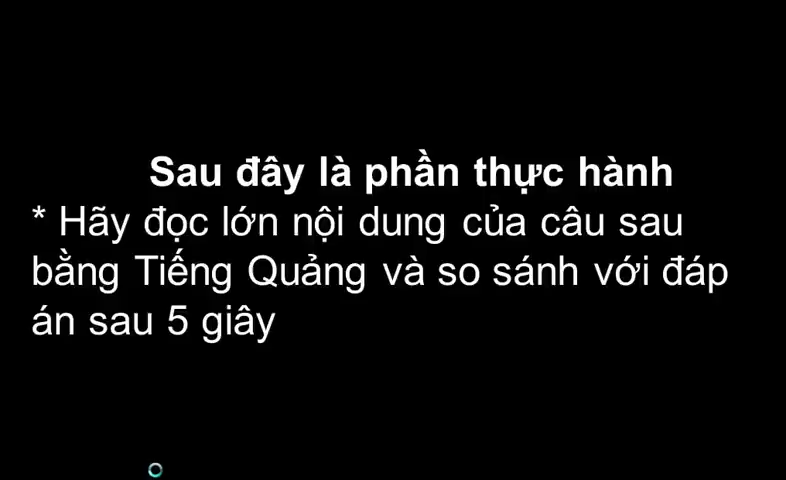 Sau đây là phần thực hành
* Hãy đọc lớn nội dung của câu sau
bằng Tiếng Quảng và so sánh với đáp
án sau 5 giây